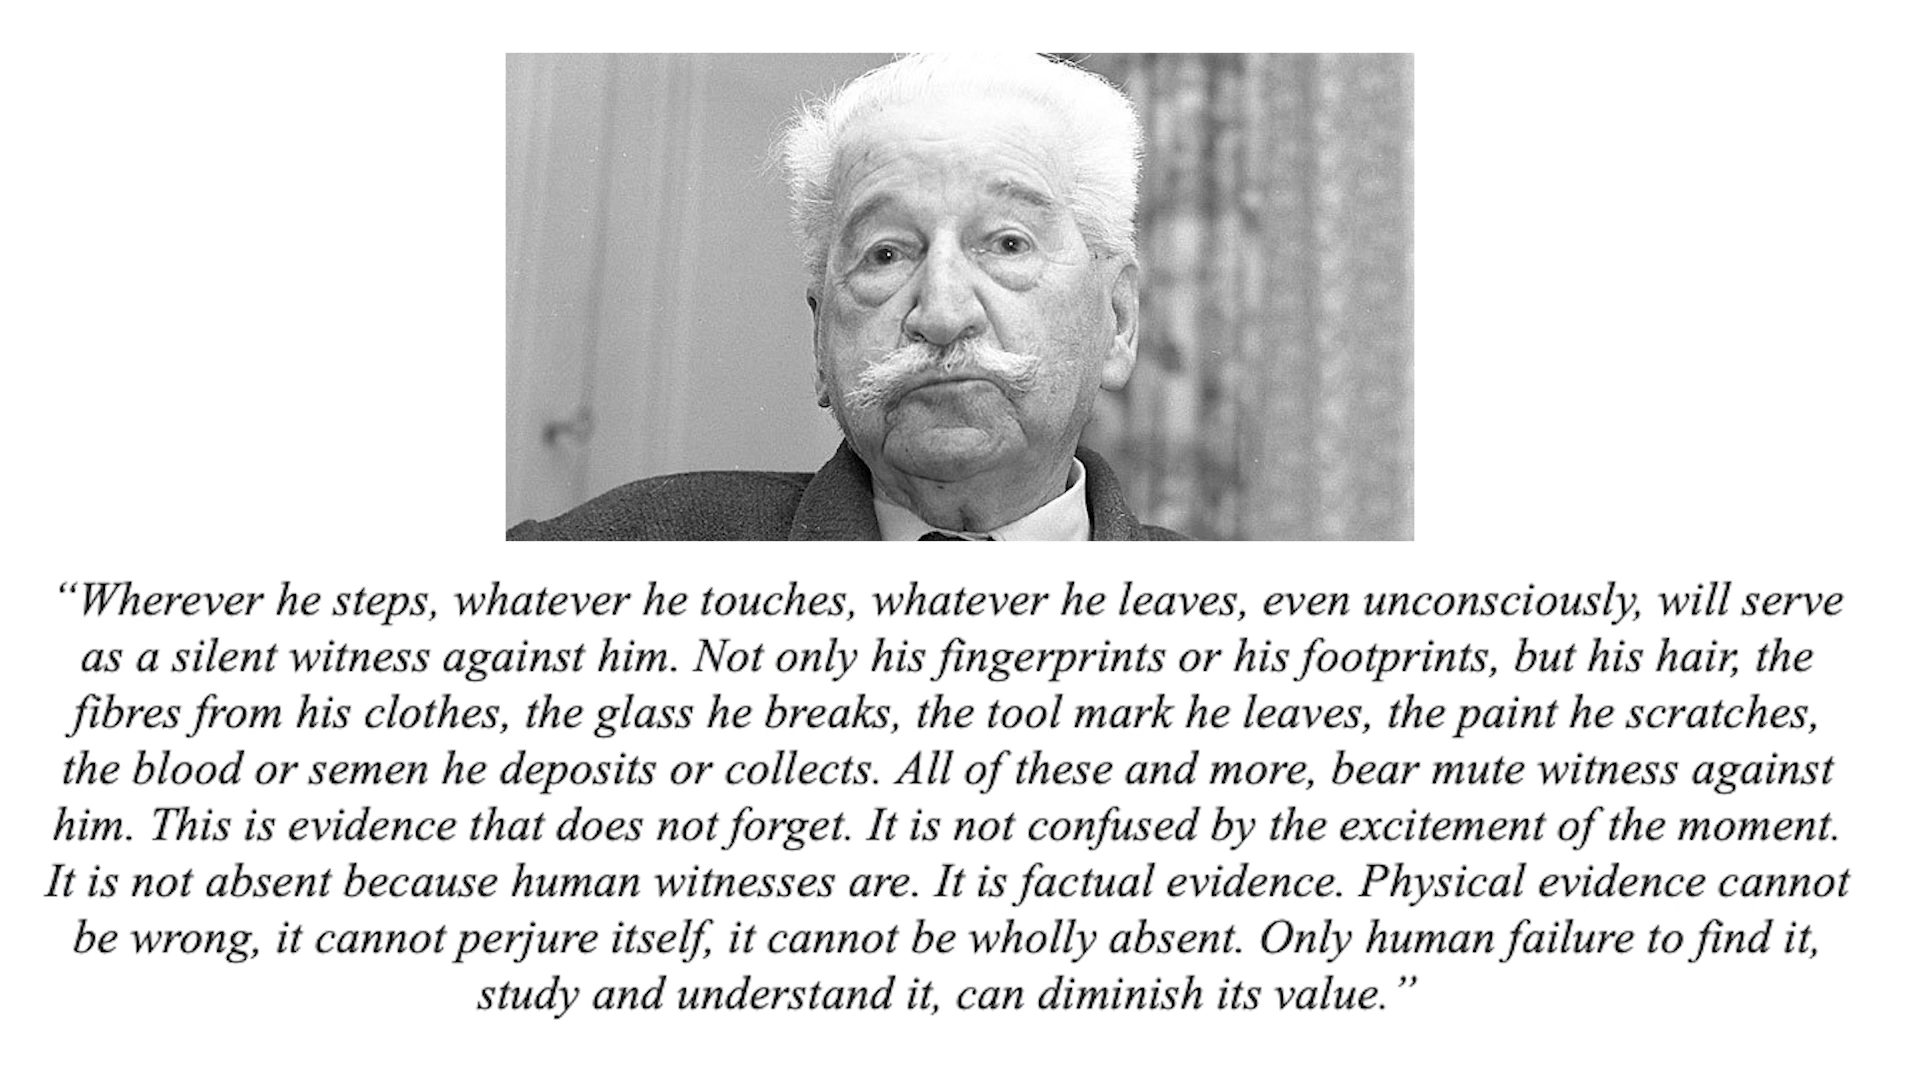 “Wherever he steps, whatever he touches, whatever he leaves, even unconsciously, will serve
as a silent witness against him. Not only his fingerprints or his footprints, but his hair, the
fibres from his clothes, the glass he breaks, the tool mark he leaves, the paint he scratches,
the blood or semen he deposits or collects. All of these and more, bear mute witness against
him. This is evidence that does not forget. It is not confused by the excitement of the moment.
It is not absent because human witnesses are. It is factual evidence. Physical evidence cannot
be wrong, it cannot perjure itself, it cannot be wholly absent. Only human failure to find it,
study and understand it, can diminish its value.”